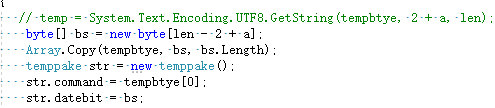 {
// temp = System.Text.Encoding.UTF8.GetString(tempbtye, 2 + a, len);
byte[] bs = new byte[len - 2 + a];
Array.Copy(tempbtye, bs, bs.Length);
temppake str = new temppake();
str.command = tempbtye[0];
str.datebit = bs;